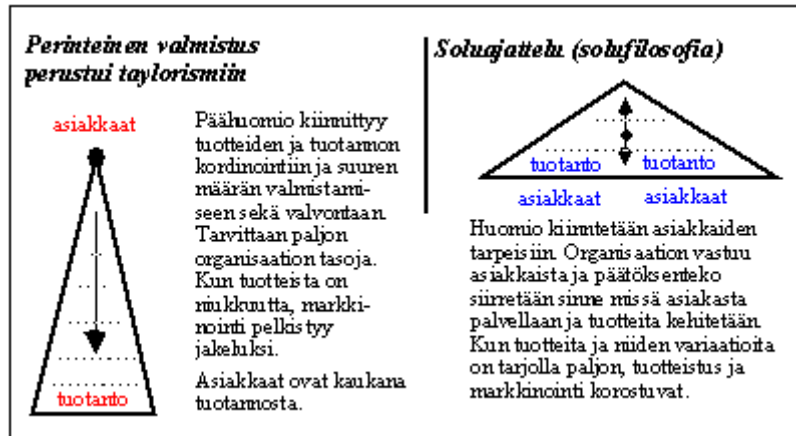 Perinteinen valmistus
perustui taylorismiin
asiakkaat
Päähuomio kiinnittyy
tuotteiden ja tuotannon
kordinointiin ja suuren
määrän valmistami-
seen sekä valvontaan.
Tarvittaan paljon
organisaation tasoja.
Kun tuotteista on
niukkuutta, markki-
nointi pelkistyy
jakeluksi.
Asiakkaat ovat kaukana
tuotannosta.
tuotanto
Soluajattelu (solufilosofia)
tuotanto tuotanto
asiakkaat asiakkaat
Huomio kiinntetään asiakkaiden
tarpeisiin. Organisaation vastuu
asiakkaista ja päätöksenteko
siirretään sinne missä asiakasta
palvellaan ja tuotteita kehitetään.
Kun tuotteita ja niiden variaatioita
on tarjolla paljon, tuotteistus ja
markkinointi korostuvat.